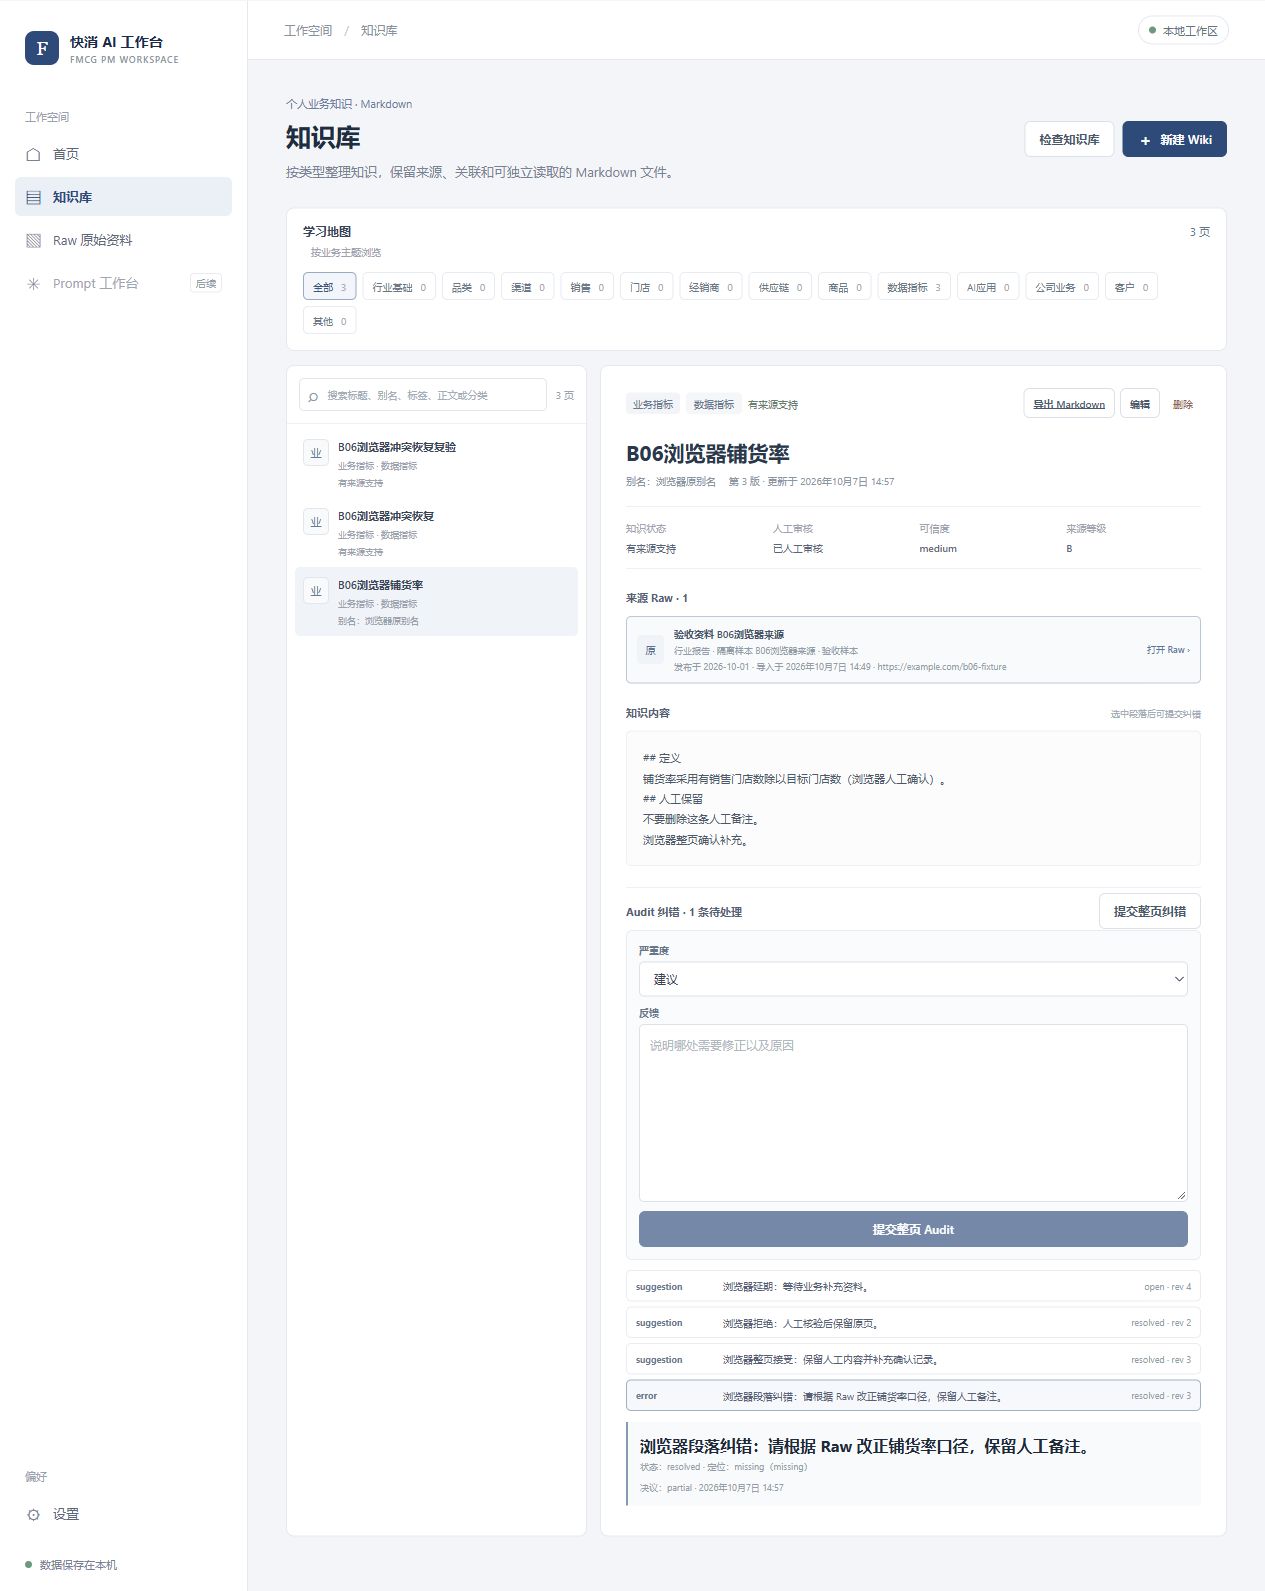 F
快消 AI 工作台
FMCG PM WORKSPACE
工作空间
首页
知识库
Raw 原始资料
Prompt 工作台 后续
偏好
设置
数据保存在本机
工作空间 / 知识库
本地工作区
个人业务知识 · Markdown
知识库
按类型整理知识，保留来源、关联和可独立读取的 Markdown 文件。
检查知识库
+ 新建 Wiki
学习地图
3 页
按业务主题浏览
全部 3 行业基础 0 品类 0 渠道 0 销售 0 门店 0 经销商 0 供应链 0 商品 0 数据指标 3 AI应用 0 公司业务 0 客户 0
其他 0
搜索标题、别名、标签、正文或分类 3 页
业
B06浏览器冲突恢复复验
业务指标 · 数据指标
有来源支持
业
B06浏览器冲突恢复
业务指标 · 数据指标
有来源支持
业
B06浏览器铺货率
业务指标 · 数据指标
别名：浏览器原别名
业务指标 数据指标 有来源支持
导出 Markdown 编辑 删除
B06浏览器铺货率
别名：浏览器原别名 第 3 版 · 更新于 2026年10月7日 14:57
知识状态 人工审核 可信度 来源等级
有来源支持 已人工审核 medium B
来源 Raw · 1
原
验收资料 B06浏览器来源
行业报告 · 隔离样本 B06浏览器来源 · 验收样本
发布于 2026-10-01 · 导入于 2026年10月7日 14:49 · https://example.com/b06-fixture
打开 Raw ›
知识内容 选中段落后可提交纠错
## 定义
铺货率采用有销售门店数除以目标门店数（浏览器人工确认）。
## 人工保留
不要删除这条人工备注。
浏览器整页确认补充。
Audit 纠错 · 1 条待处理 提交整页纠错
严重度
建议
反馈
说明哪处需要修正以及原因
提交整页 Audit
suggestion 浏览器延期：等待业务补充资料。 open · rev 4
suggestion 浏览器拒绝：人工核验后保留原页。 resolved · rev 2
suggestion 浏览器整页接受：保留人工内容并补充确认记录。 resolved · rev 3
error 浏览器段落纠错：请根据 Raw 改正铺货率口径，保留人工备注。 resolved · rev 3
浏览器段落纠错：请根据 Raw 改正铺货率口径，保留人工备注。
状态：resolved · 定位：missing（missing）
决议：partial · 2026年10月7日 14:57